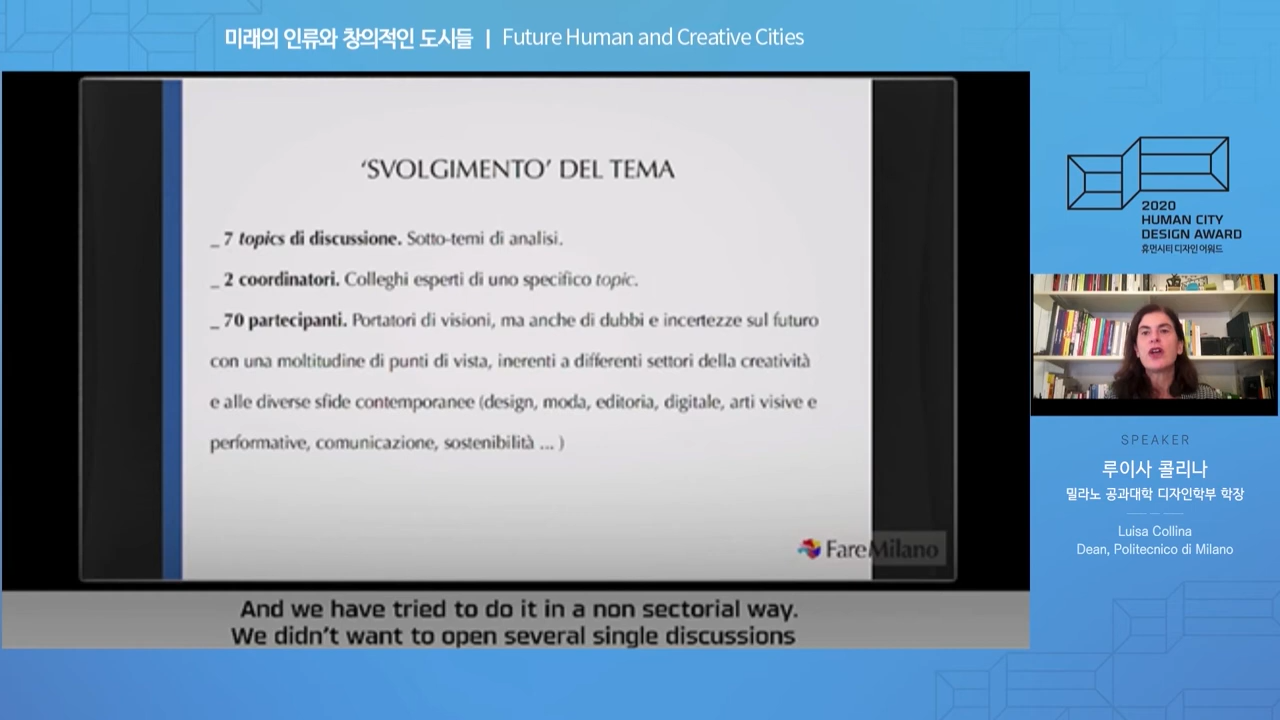 미래의 인류와 창의적인 도시들 | Future Human and Creative Cities
‘SVOLGIMENTO’ DEL TEMA
_ 7 topics di discussione. Sotto-temi di analisi.
_ 2 coordinatori. Colleghi esperti di uno specifico topic.
_ 70 partecipanti. Portatori di visioni, ma anche di dubbi e incertezze sul futuro
con una moltitudine di punti di vista, inerenti a differenti settori della creatività
e alle diverse sfide contemporanee (design, moda, editoria, digitale, arti visive e
performative, comunicazione, sostenibilità ... )
FareMilano
And we have tried to do it in a non sectorial way.
We didn't want to open several single discussions
2020
HUMAN CITY
DESIGN AWARD
휴먼시티 디자인 어워드
SPEAKER
루이사 콜리나
밀라노 공과대학 디자인학부 학장
Luisa Collina
Dean, Politecnico di Milano